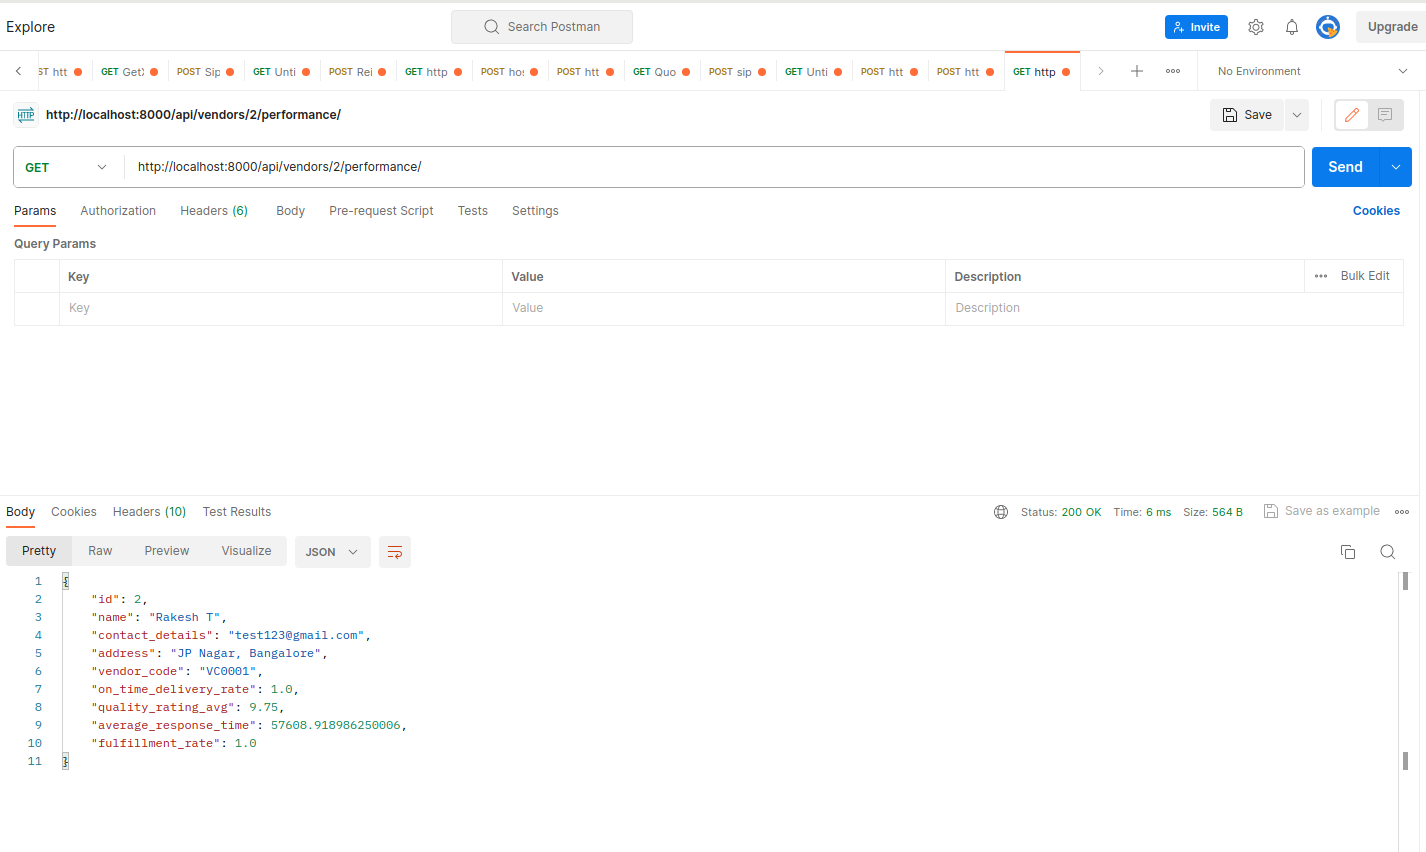 Explore
Search Postman
Invite
Upgrade
ST htt
GET GetX
POST Sip
GET Unti
POST Rei
GET http
POST hos
POST htt
GET Quo
POST sip
GET Unti
POST htt
POST htt
GET http
No Environment
HTTP
http://localhost:8000/api/vendors/2/performance/
Save
GET
http://localhost:8000/api/vendors/2/performance/
Send
Params
Authorization
Headers (6)
Body
Pre-request Script
Tests
Settings
Cookies
Query Params
Key
Value
Description
Bulk Edit
Key
Value
Description
Body
Cookies
Headers (10)
Test Results
Status: 200 OK
Time: 6 ms
Size: 564 B
Save as example
Pretty
Raw
Preview
Visualize
JSON
1 {
2 "id": 2,
3 "name": "Rakesh T",
4 "contact_details": "test123@gmail.com",
5 "address": "JP Nagar, Bangalore",
6 "vendor_code": "VC0001",
7 "on_time_delivery_rate": 1.0,
8 "quality_rating_avg": 9.75,
9 "average_response_time": 57608.918986250006,
10 "fulfillment_rate": 1.0
11 }